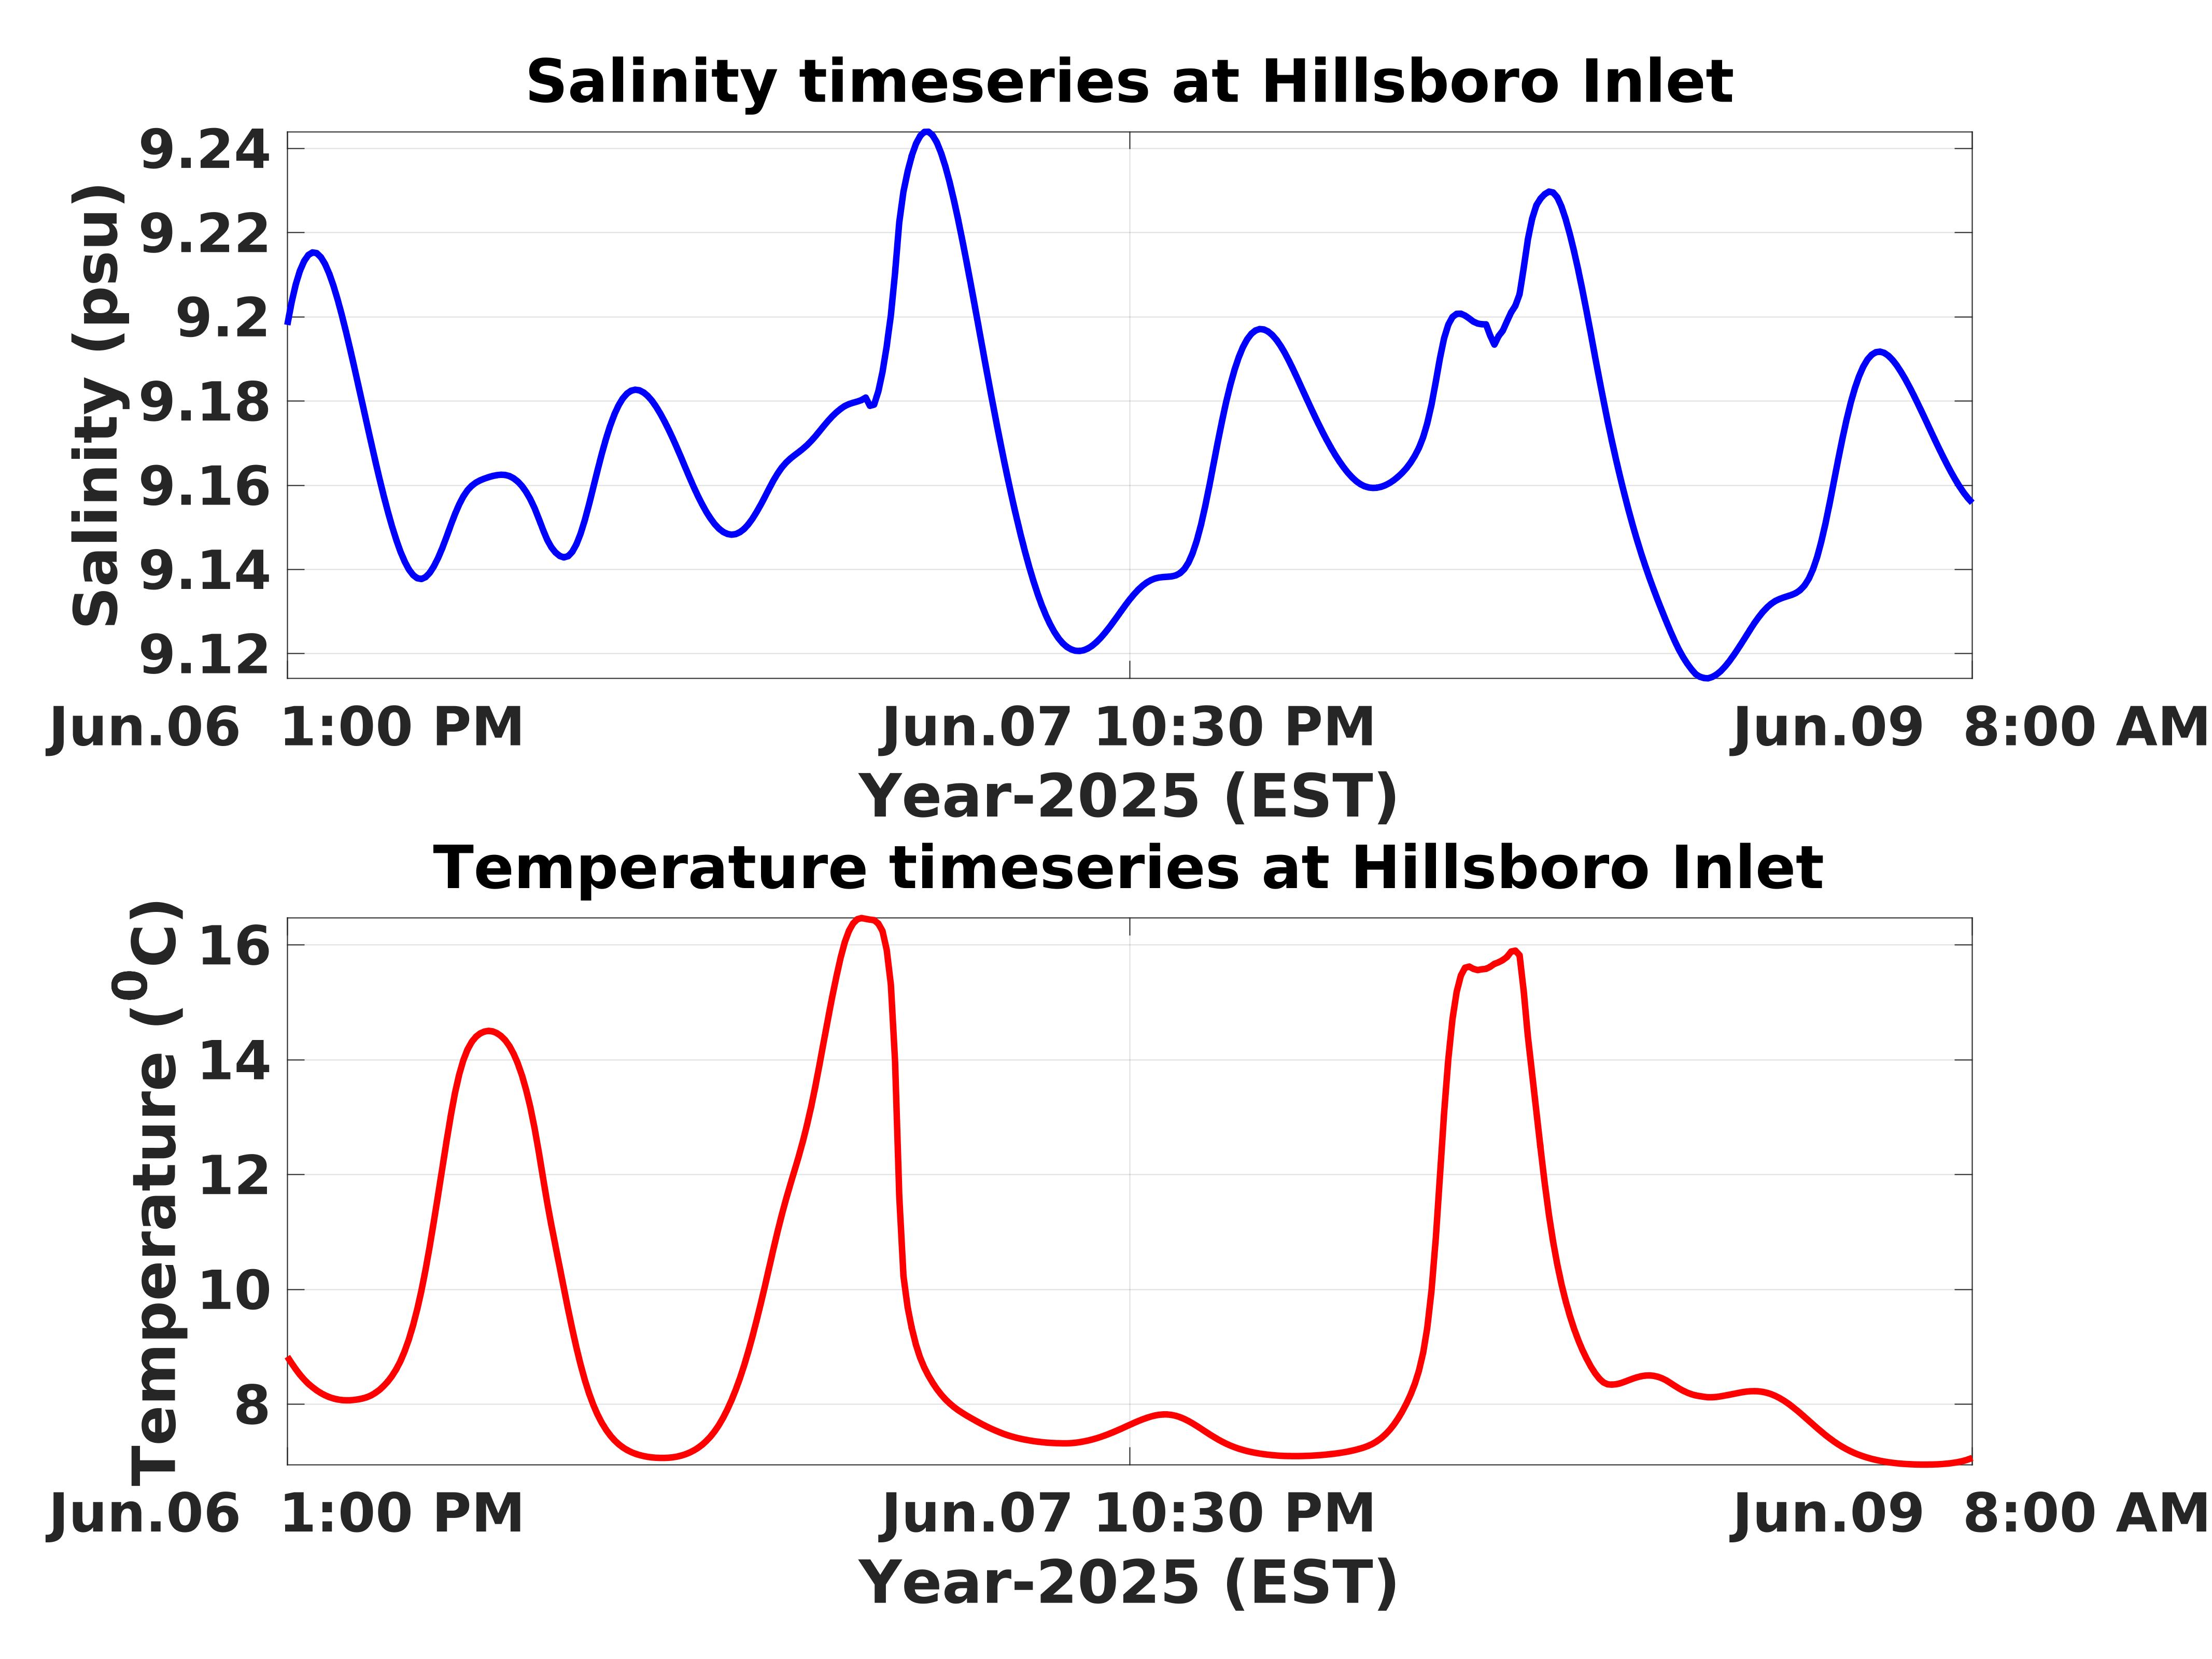 Salinity timeseries at Hillsboro Inlet
Salinity (psu)
9.24
9.22
9.2
9.18
9.16
9.14
9.12
Jun.06 1:00 PM Jun.07 10:30 PM Jun.09 8:00 AM
Year-2025 (EST)
Temperature timeseries at Hillsboro Inlet
Temperature (⁰C)
16
14
12
10
8
Jun.06 1:00 PM Jun.07 10:30 PM Jun.09 8:00 AM
Year-2025 (EST)